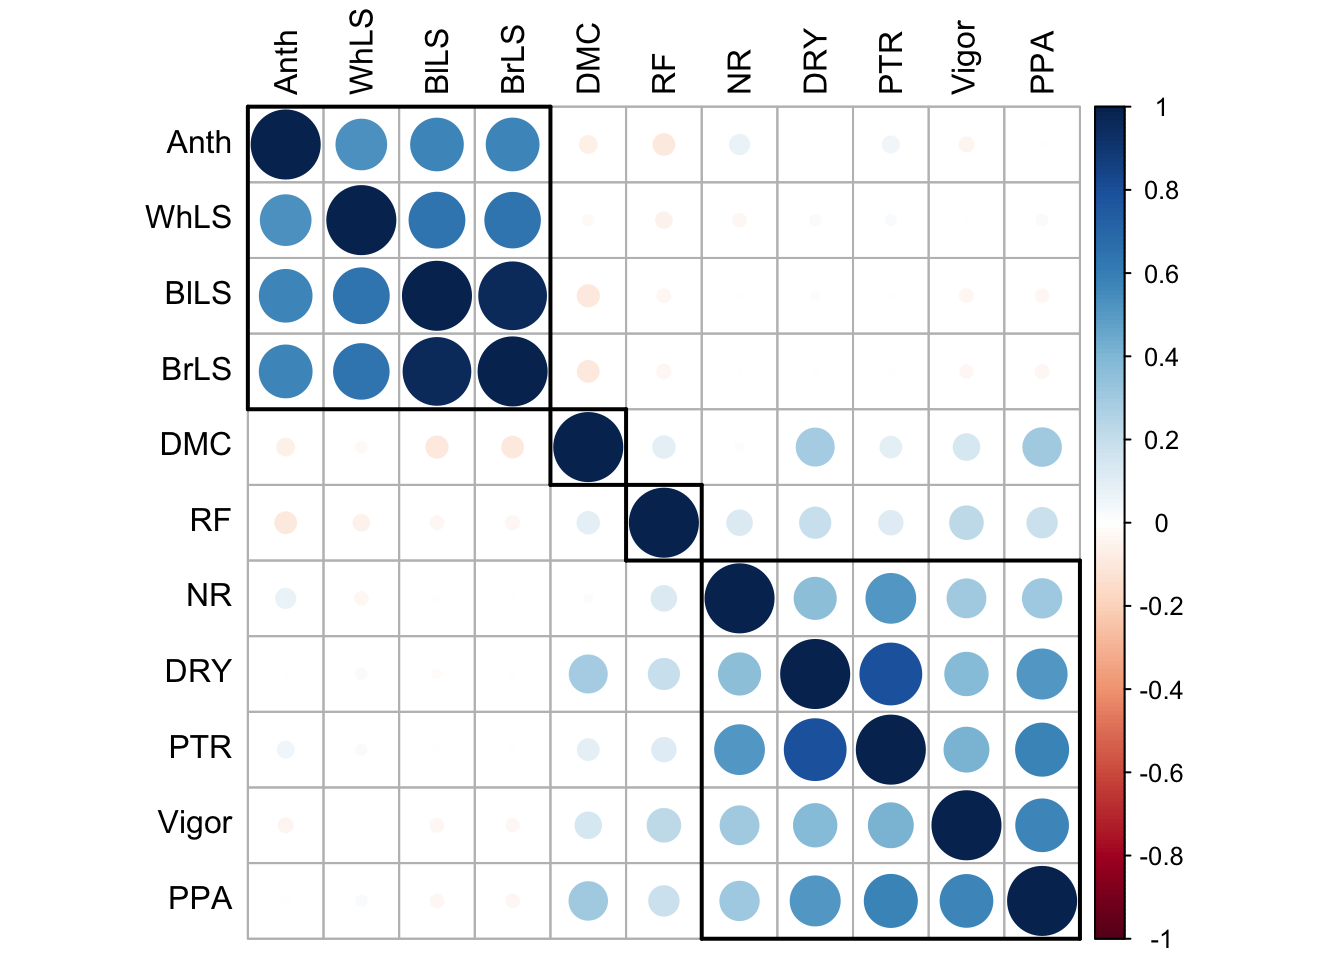 Anth WhLS BlLS BrLS DMC RF NR DRY PTR Vigor PPA
Anth
WhLS
BlLS
BrLS
DMC
RF
NR
DRY
PTR
Vigor
PPA
1
0.8
0.6
0.4
0.2
0
-0.2
-0.4
-0.6
-0.8
-1